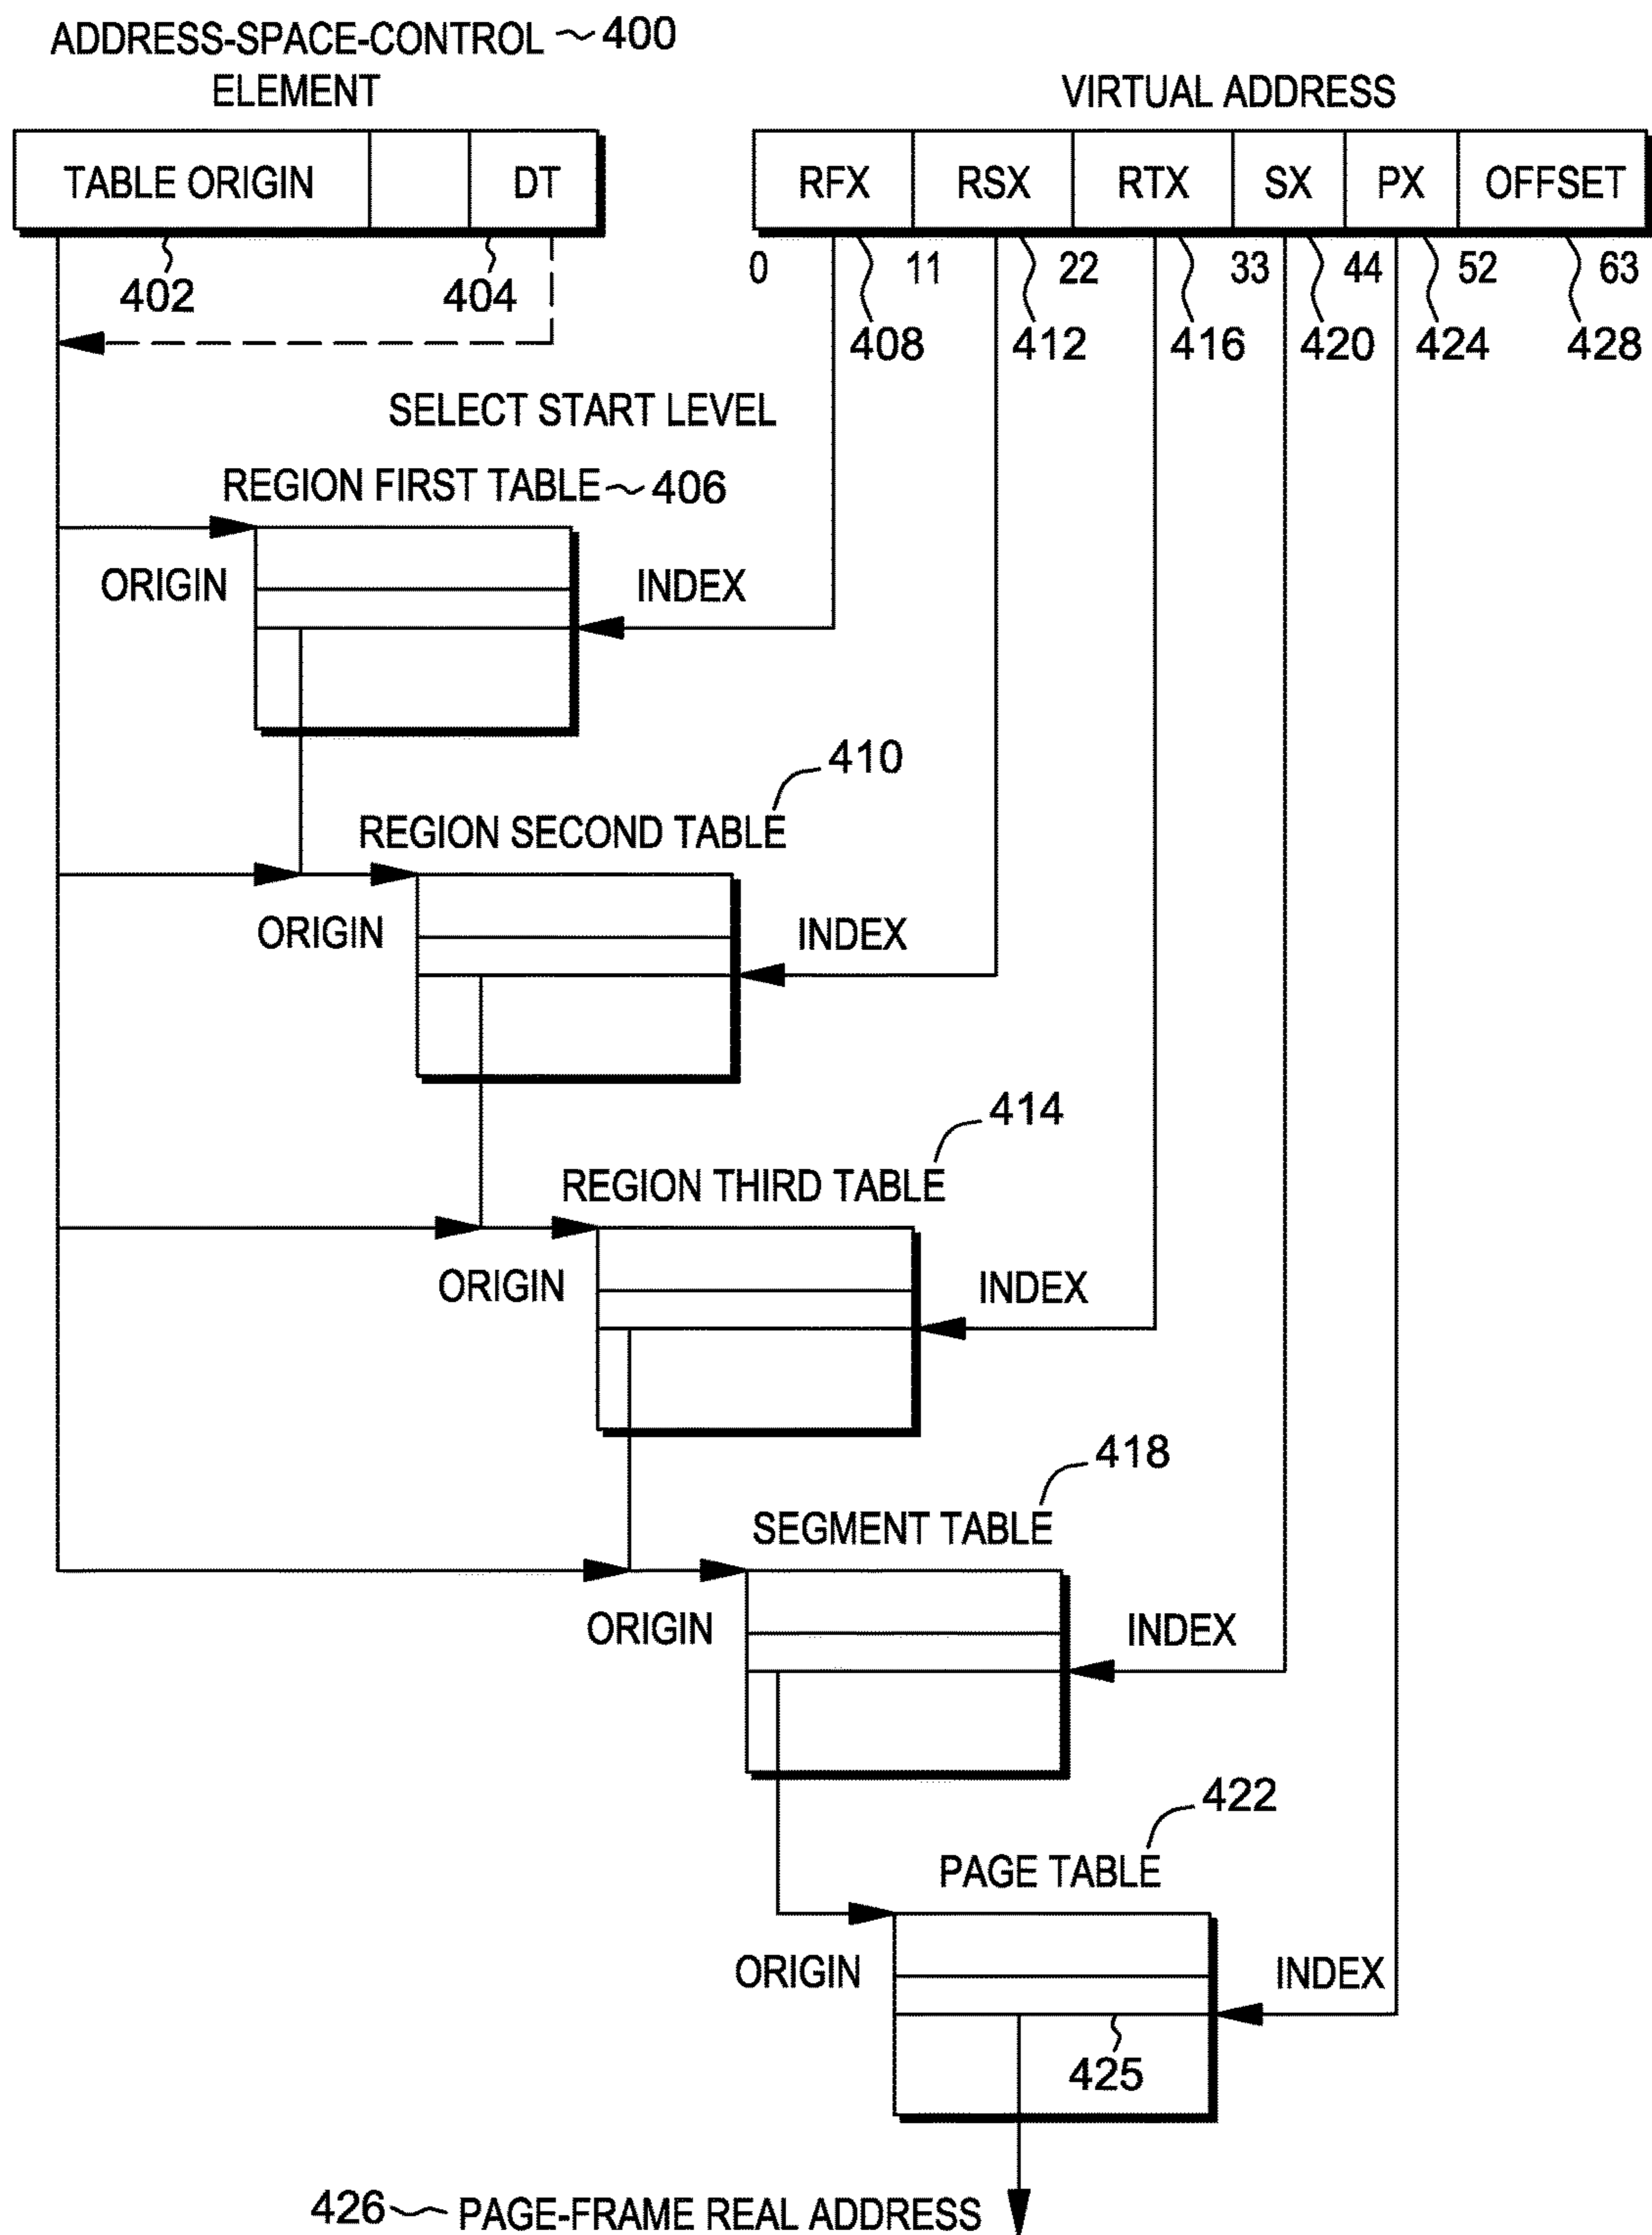 ADDRESS-SPACE-CONTROL 400
ELEMENT
VIRTUAL ADDRESS
TABLE ORIGIN DT
RFX RSX RTX SX PX OFFSET
0 11 22 33 44 52 63
402 404
408 412 416 420 424 428
SELECT START LEVEL
REGION FIRST TABLE 406
ORIGIN INDEX
410
REGION SECOND TABLE
ORIGIN INDEX
414
REGION THIRD TABLE
ORIGIN INDEX
418
SEGMENT TABLE
ORIGIN INDEX
422
PAGE TABLE
ORIGIN INDEX
425
426 PAGE-FRAME REAL ADDRESS